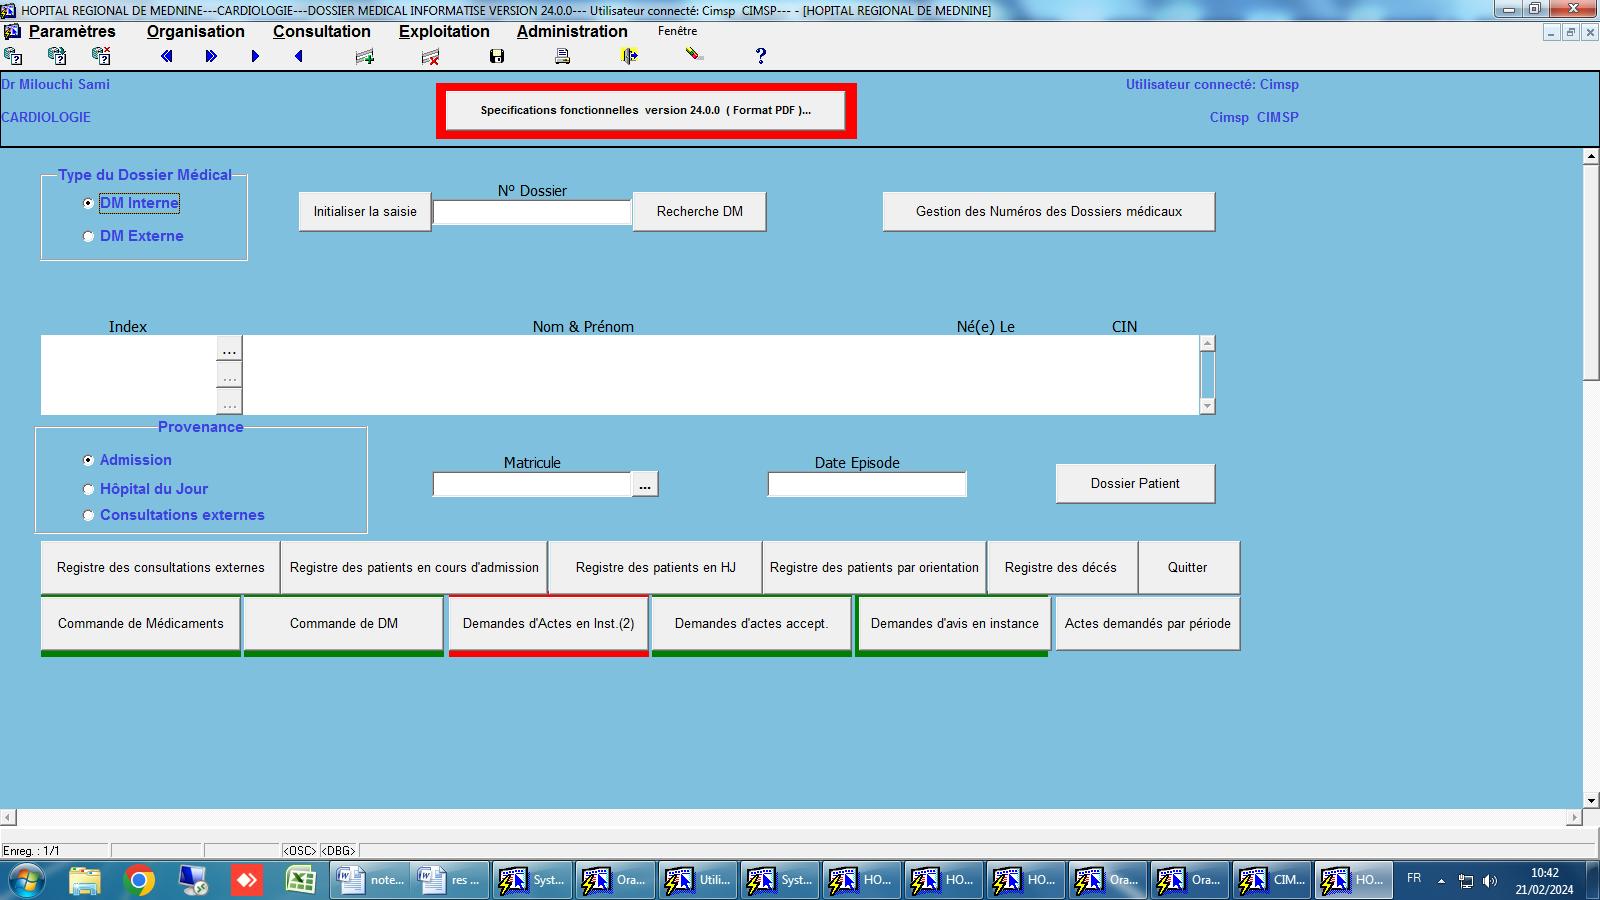 HOPITAL REGIONAL DE MEDNINE---CARDIOLOGIE---DOSSIER MEDICAL INFORMATISE VERSION 24.0.0--- Utilisateur connecté: Cimsp  CIMSP--- - [HOPITAL REGIONAL DE MEDNINE]
Paramètres Organisation Consultation Exploitation Administration Fenêtre
Dr Milouchi Sami
Utilisateur connecté: Cimsp
Specifications fonctionnelles  version 24.0.0  ( Format PDF )...
CARDIOLOGIE
Cimsp  CIMSP
Type du Dossier Médical
DM Interne
DM Externe
N° Dossier
Initialiser la saisie
Recherche DM
Gestion des Numéros des Dossiers médicaux
Index Nom & Prénom Né(e) Le CIN
...
...
...
Provenance
Admission
Hôpital du Jour
Consultations externes
Matricule
...
Date Episode
Dossier Patient
Registre des consultations externes
Registre des patients en cours d'admission
Registre des patients en HJ
Registre des patients par orientation
Registre des décés
Quitter
Commande de Médicaments
Commande de DM
Demandes d'Actes en Inst.(2)
Demandes d'actes accept.
Demandes d'avis en instance
Actes demandés par période
Enreg. : 1/1 <OSC> <DBG>
note... res ... Syst... Ora... Utili... Syst... HO... HO... HO... Ora... Ora... CIM... HO... FR
10:42
21/02/2024